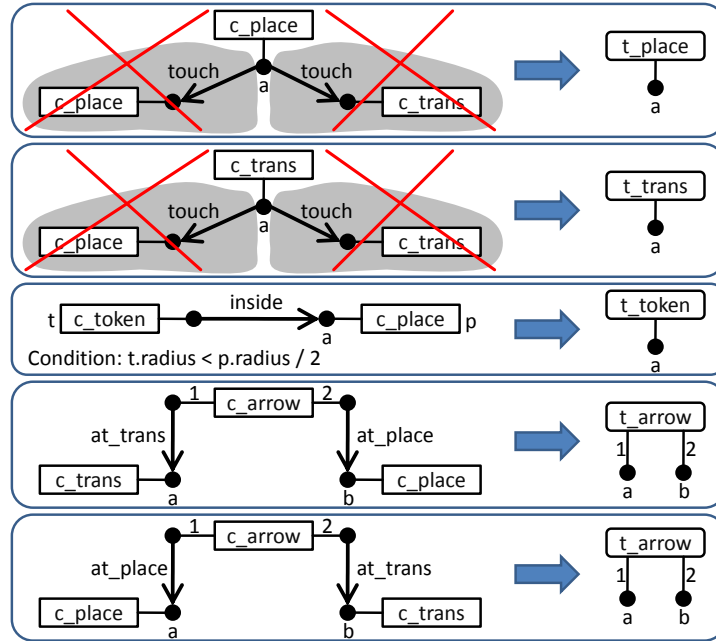 c_place
t_place
touch
touch
a
c_place
c_trans
a
c_trans
t_trans
touch
touch
a
c_place
c_trans
a
inside
t_token
t
c_token
c_place
p
a
a
Condition: t.radius < p.radius / 2
1
c_arrow
2
t_arrow
at_trans
at_place
1
2
c_trans
c_place
a
b
a
b
1
c_arrow
2
t_arrow
at_place
at_trans
1
2
c_place
c_trans
a
b
a
b